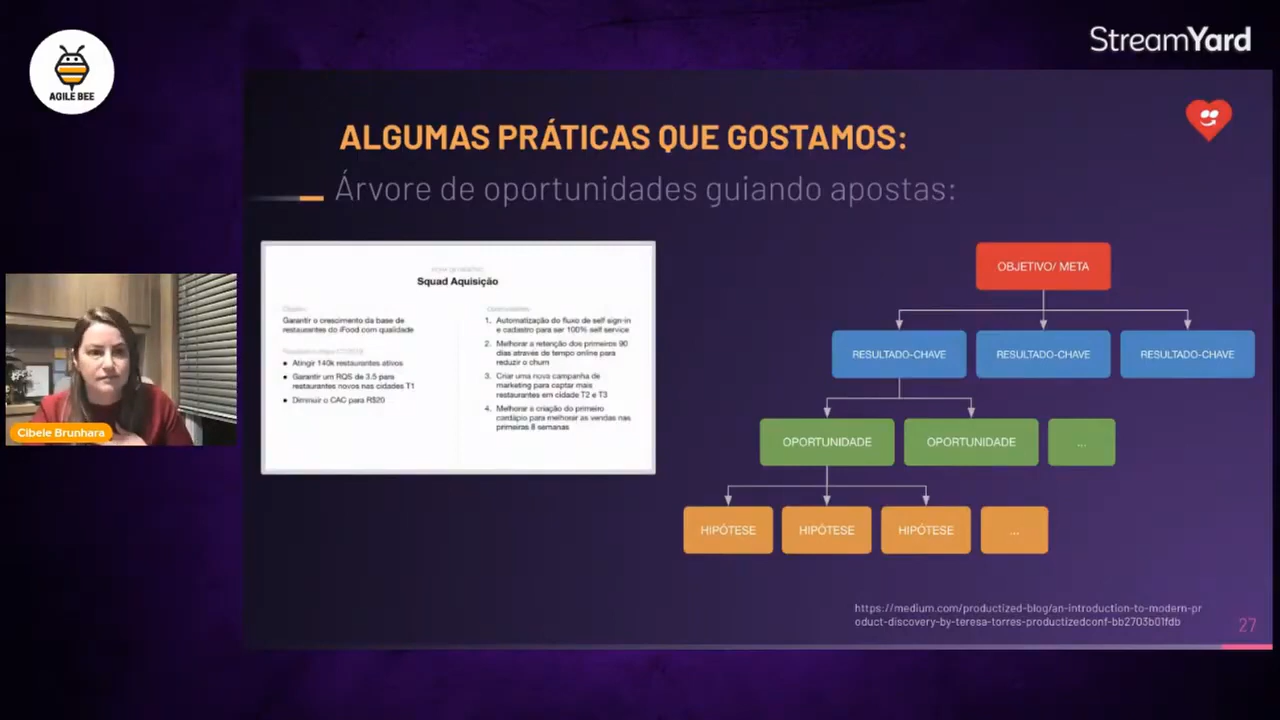 StreamYard
AGILE BEE
ALGUMAS PRÁTICAS QUE GOSTAMOS:
Árvore de oportunidades guiando apostas:
Squad Aquisição
Garantir o crescimento da base de
restaurantes do iFood com qualidade
Atingir 140k restaurantes ativos
Garantir um RQS de 3.5 para
restaurantes novos nas cidades T1
Diminuir o CAC para R$20
1. Automatização do fluxo de self sign-in
e cadastro para ser 100% self service
2. Melhorar a retenção dos primeiros 90
dias através de tempo online para
reduzir o churn
3. Criar uma nova campanha de
marketing para captar mais
restaurantes em cidade T2 e T3
4. Melhorar a criação do primeiro
cardápio para melhorar as vendas nas
primeiras 8 semanas
OBJETIVO/ META
RESULTADO-CHAVE
RESULTADO-CHAVE
RESULTADO-CHAVE
OPORTUNIDADE
OPORTUNIDADE
...
HIPÓTESE
HIPÓTESE
HIPÓTESE
...
Cibele Brunhara
https://medium.com/productized-blog/an-introduction-to-modern-pr
oduct-discovery-by-teresa-torres-productizedconf-bb2703b01fdb
27